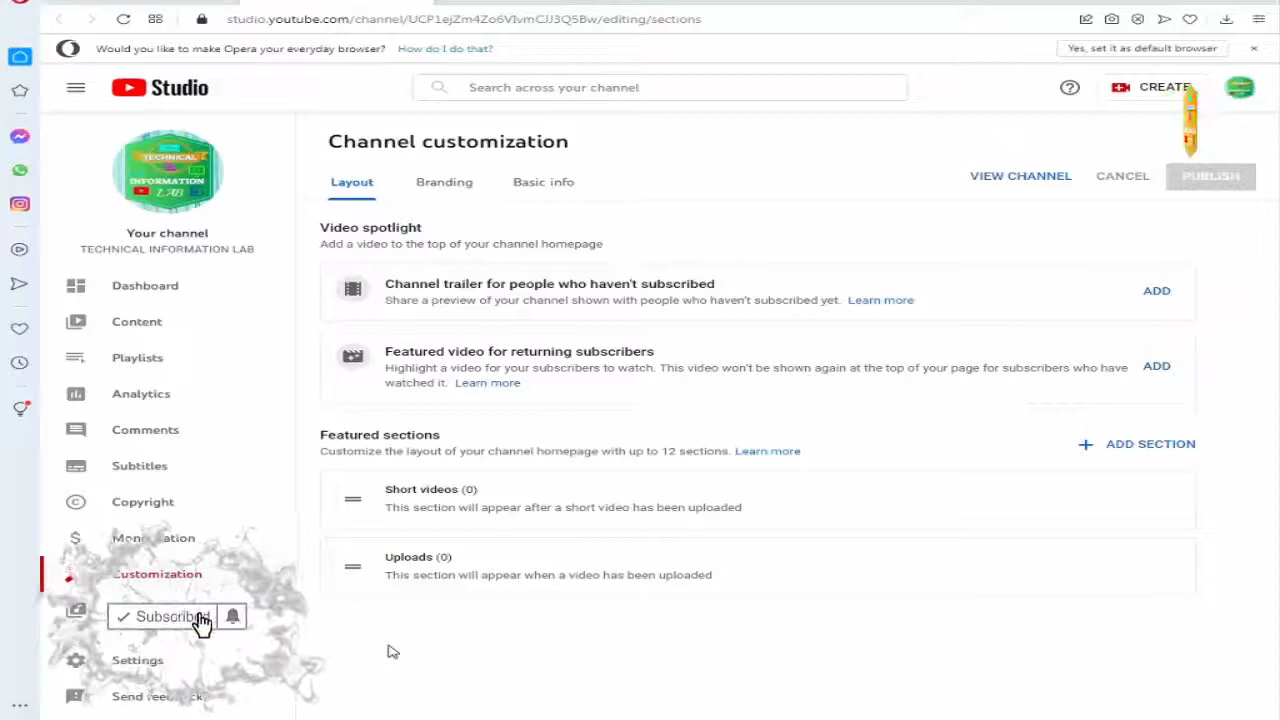 studio.youtube.com/channel/UCP1ejZm4Zo6VIvmCJJ3Q5Bw/editing/sections
Would you like to make Opera your everyday browser? How do I do that?
Yes, set it as default browser
Studio
Search across your channel
CREATE
TECHNICAL
INFORMATION
LAB
Your channel
TECHNICAL INFORMATION LAB
Dashboard
Content
Playlists
Analytics
Comments
Subtitles
Copyright
Customization
Subscribed
Settings
Channel customization
Layout
Branding
Basic info
VIEW CHANNEL
CANCEL
PUBLISH
Video spotlight
Add a video to the top of your channel homepage
Channel trailer for people who haven't subscribed
Share a preview of your channel shown with people who haven't subscribed yet. Learn more
ADD
Featured video for returning subscribers
Highlight a video for your subscribers to watch. This video won't be shown again at the top of your page for subscribers who have
watched it. Learn more
ADD
Featured sections
Customize the layout of your channel homepage with up to 12 sections. Learn more
ADD SECTION
Short videos (0)
This section will appear after a short video has been uploaded
Uploads (0)
This section will appear when a video has been uploaded